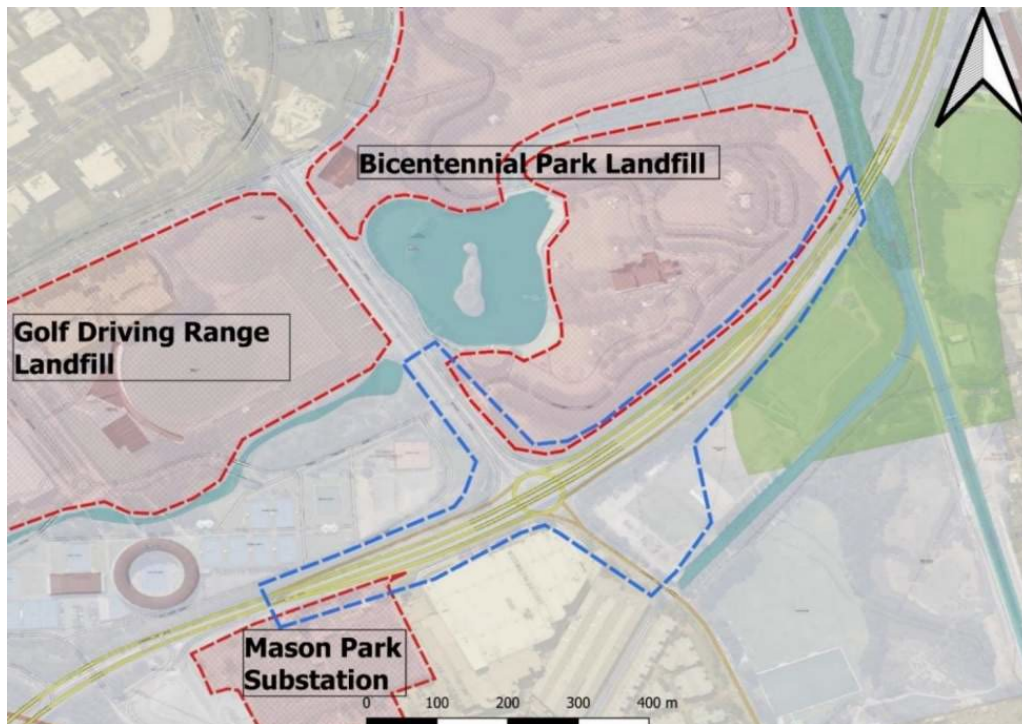 Bicentennial Park Landfill
Golf Driving Range
Landfill
Mason Park
Substation
0 100 200 300 400 m